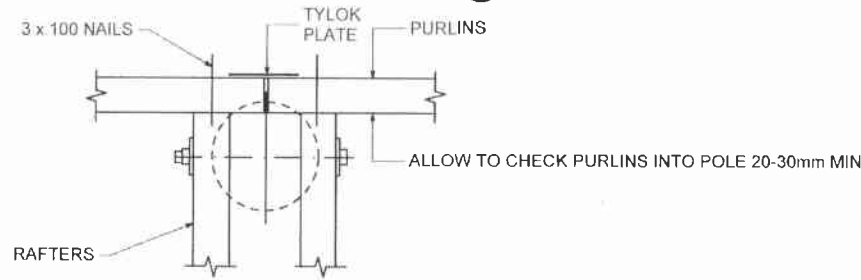 3 x 100 NAILS
TYLOK
PLATE
PURLINS
ALLOW TO CHECK PURLINS INTO POLE 20-30mm MIN
RAFTERS